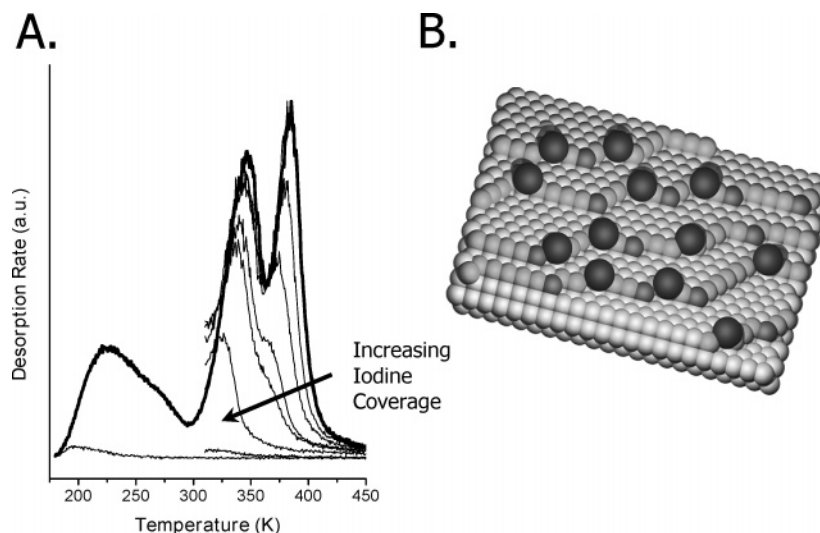 A.
B.
Desorption Rate (a.u.)
Increasing
Iodine
Coverage
200 250 300 350 400 450
Temperature (K)